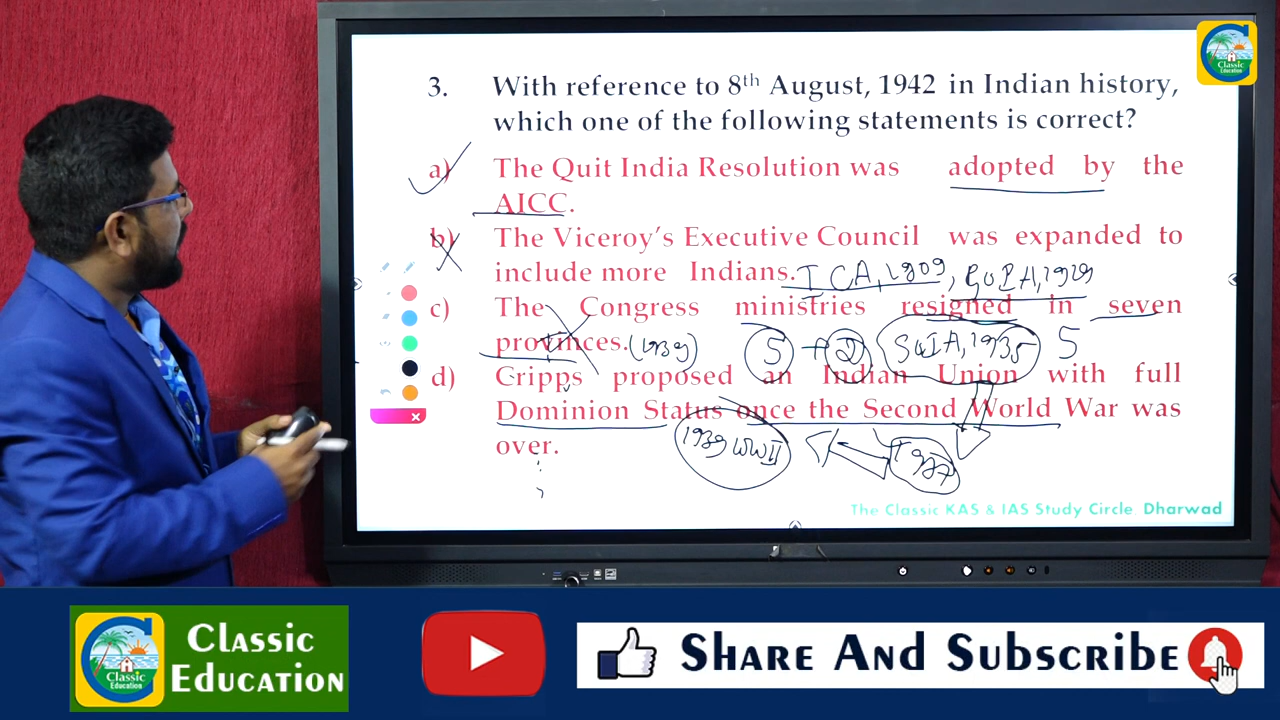 Classic
Education
3. With reference to 8th August, 1942 in Indian history,
which one of the following statements is correct?
a) The Quit India Resolution was adopted by the
AICC.
b) The Viceroy's Executive Council was expanded to
include more Indians. ICA, 1909, GOIA, 1919
c) The Congress ministries resigned in seven
provinces. (1939) 5 + GOIA, 1935 5
d) Cripps proposed an Indian Union with full
Dominion Status once the Second World War was
over. 1939 WWII 1937
The Classic KAS & IAS Study Circle, Dharwad
Classic
Education
Classic
EDUCATION
SHARE AND SUBSCRIBE